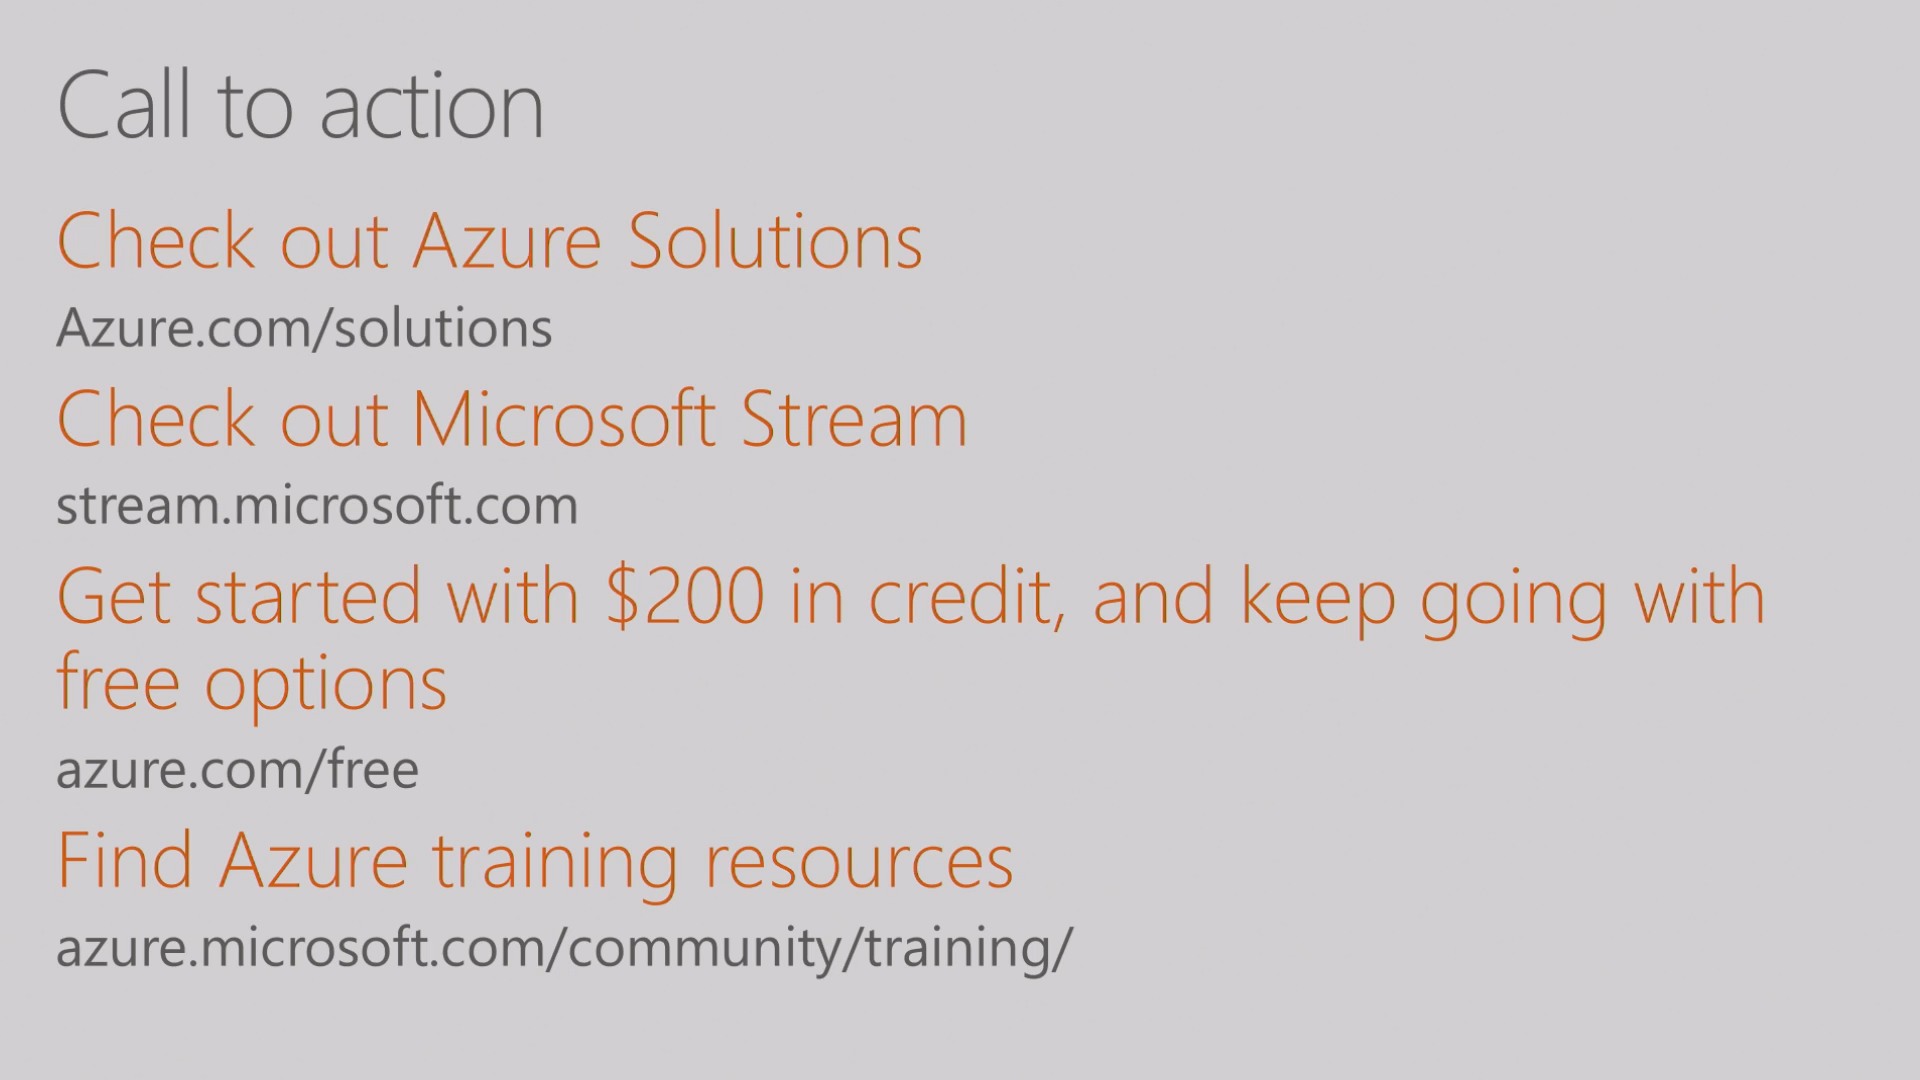 Call to action
Check out Azure Solutions
Azure.com/solutions
Check out Microsoft Stream
stream.microsoft.com
Get started with $200 in credit, and keep going with
free options
azure.com/free
Find Azure training resources
azure.microsoft.com/community/training/